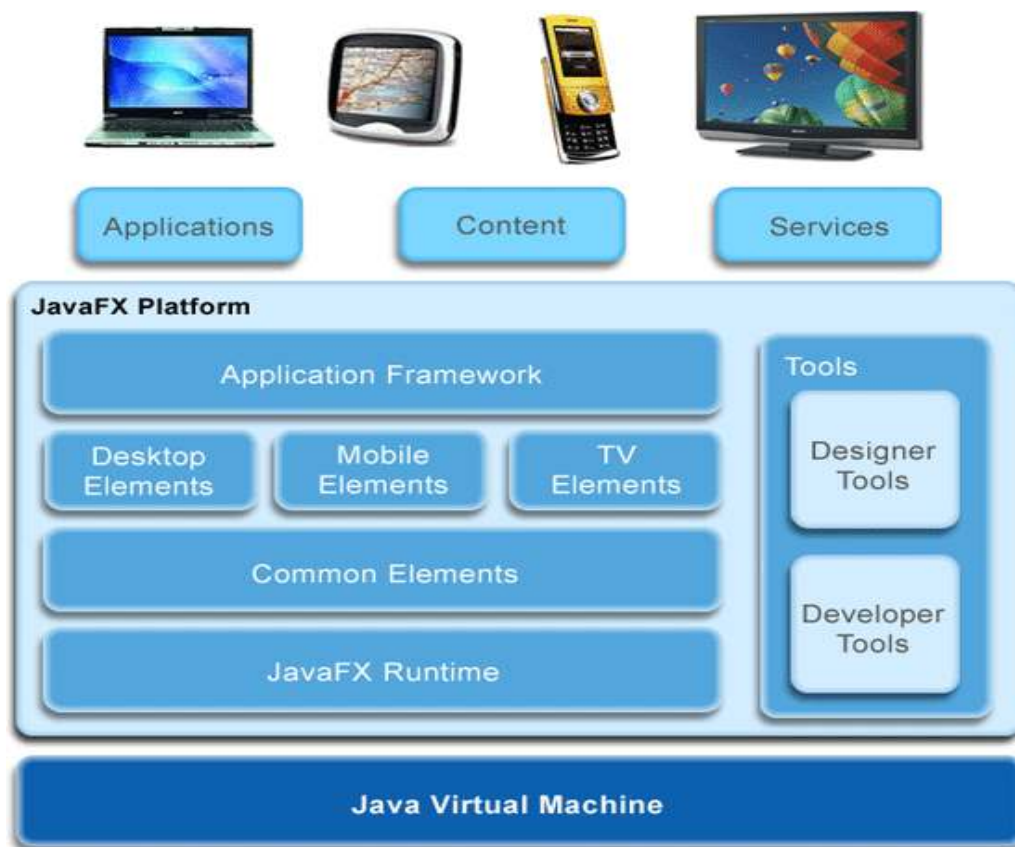 Applications
Content
Services
JavaFX Platform
Application Framework
Desktop
Elements
Mobile
Elements
TV
Elements
Common Elements
JavaFX Runtime
Tools
Designer
Tools
Developer
Tools
Java Virtual Machine